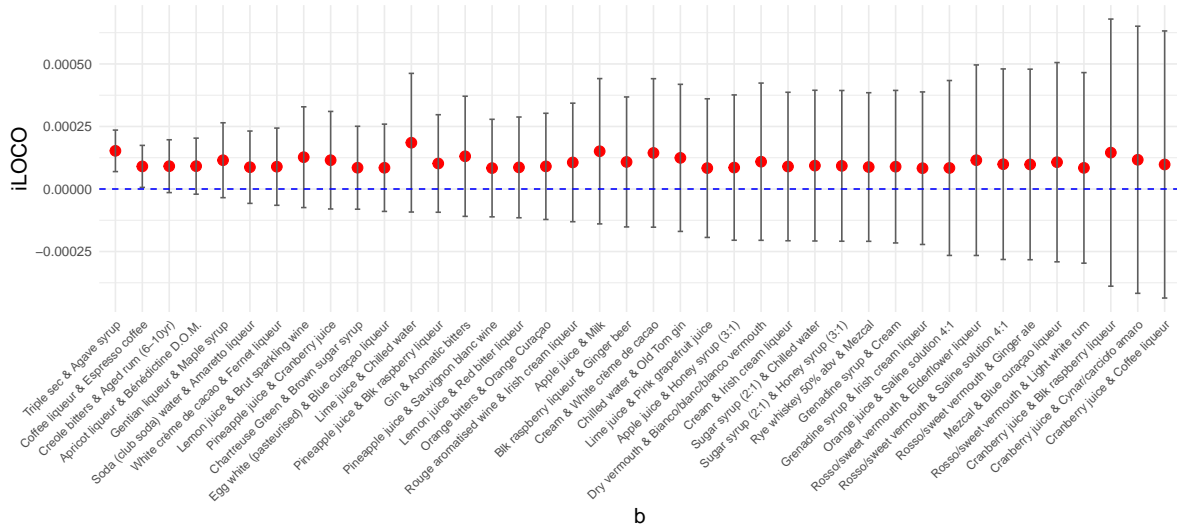 iLOCO
0.00050
0.00025
0.00000
−0.00025
Triple sec & Agave syrup
Coffee liqueur & Espresso coffee
Creole bitters & Aged rum (6−10yr)
Apricot liqueur & Bénédictine D.O.M.
Gentian liqueur & Maple syrup
Soda (club soda) water & Amaretto liqueur
White crème de cacao & Fernet liqueur
Lemon juice & Brut sparkling wine
Pineapple juice & Cranberry juice
Chartreuse Green & Brown sugar syrup
Egg white (pasteurised) & Blue curaçao liqueur
Lime juice & Chilled water
Pineapple juice & Blk raspberry liqueur
Gin & Aromatic bitters
Pineapple juice & Sauvignon blanc wine
Lemon juice & Red bitter liqueur
Orange bitters & Orange Curaçao
Rouge aromatised wine & Irish cream liqueur
Apple juice & Milk
Blk raspberry liqueur & Ginger beer
Cream & White crème de cacao
Chilled water & Old Tom gin
Lime juice & Pink grapefruit juice
Apple juice & Honey syrup (3:1)
Dry vermouth & Bianco/blanc/bianco vermouth
Cream & Irish cream liqueur
Sugar syrup (2:1) & Chilled water
Sugar syrup (2:1) & Honey syrup (3:1)
Rye whiskey 50% abv & Mezcal
Grenadine syrup & Cream
Grenadine syrup & Irish cream liqueur
Orange juice & Saline solution 4:1
Rosso/sweet vermouth & Elderflower liqueur
Rosso/sweet vermouth & Saline solution 4:1
Rosso/sweet vermouth & Ginger ale
Mezcal & Blue curaçao liqueur
Rosso/sweet vermouth & Light white rum
Rosso/sweet vermouth & Blk raspberry liqueur
Cranberry juice & Cynar/carciofo amaro
Cranberry juice & Coffee liqueur
b